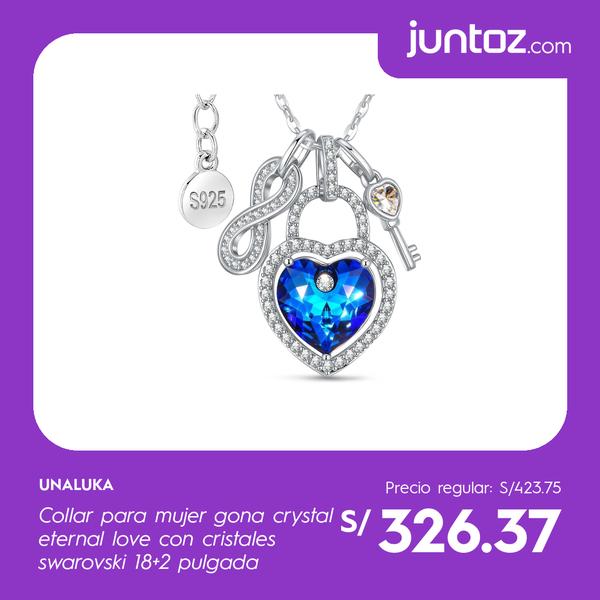 juntoz.com
S925
UNALUKA
Precio regular: S/423.75
Collar para mujer gona crystal
eternal love con cristales
swarovski 18+2 pulgada
S/ 326.37